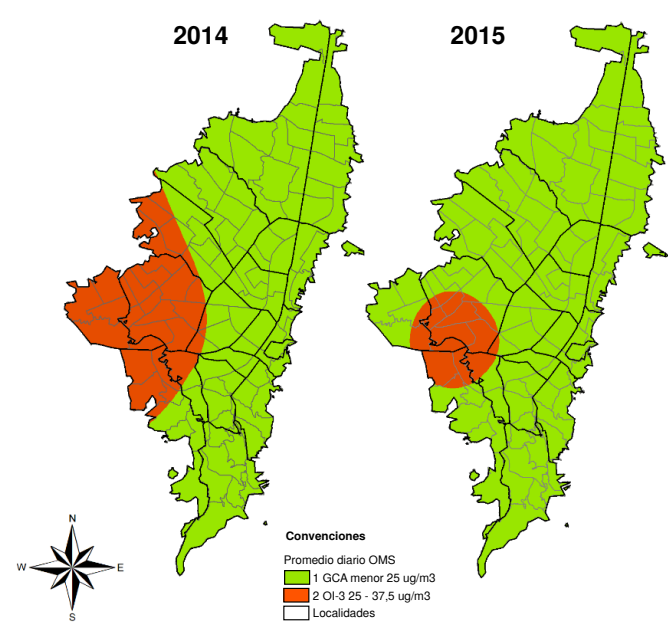 2014
2015
N
W
E
S
Convenciones
Promedio diario OMS
1 GCA menor 25 ug/m3
2 OI-3 25 - 37,5 ug/m3
Localidades